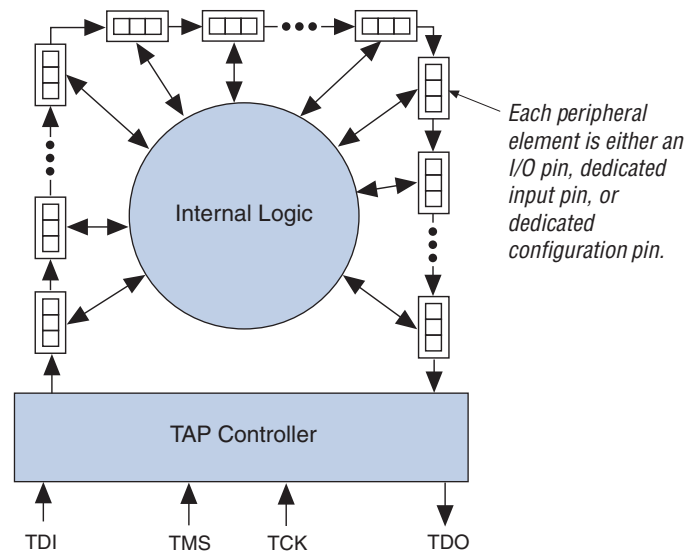 Each peripheral
element is either an
I/O pin, dedicated
input pin, or
dedicated
configuration pin.
Internal Logic
TAP Controller
TDI
TMS
TCK
TDO